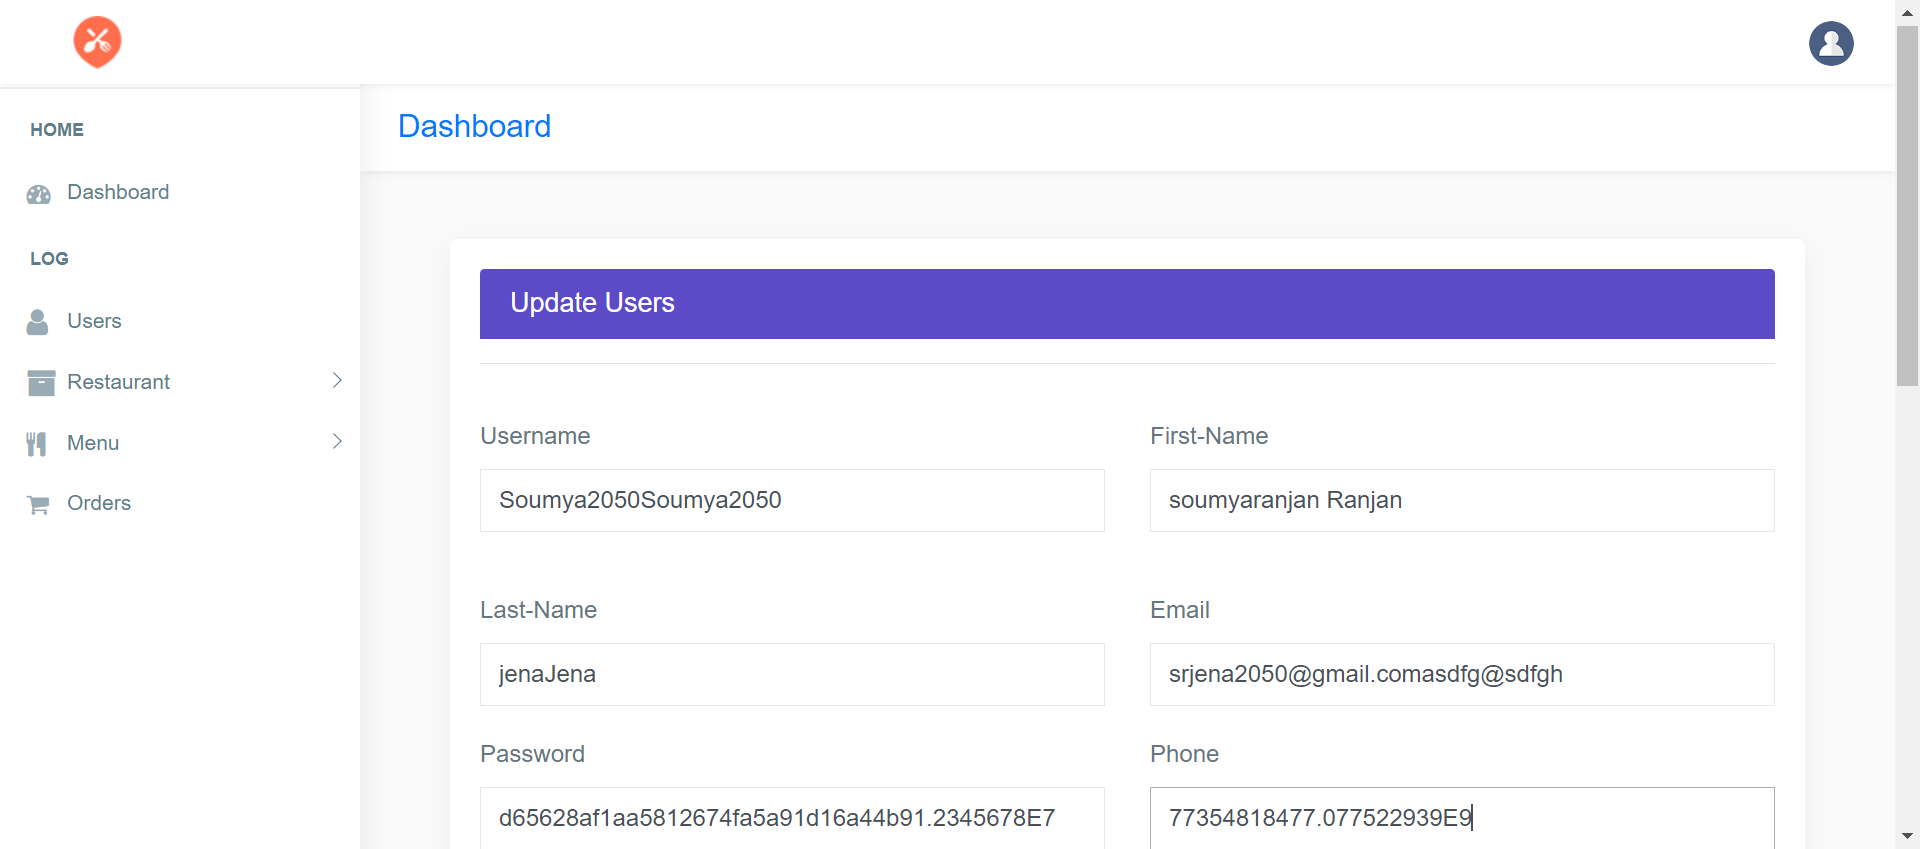 Dashboard
HOME
Dashboard
LOG
Users
Restaurant
Menu
Orders
Update Users
Username
First-Name
Soumya2050Soumya2050
soumyaranjan Ranjan
Last-Name
Email
jenaJena
srjena2050@gmail.comasdfg@sdfgh
Password
Phone
d65628af1aa5812674fa5a91d16a44b91.2345678E7
77354818477.077522939E9